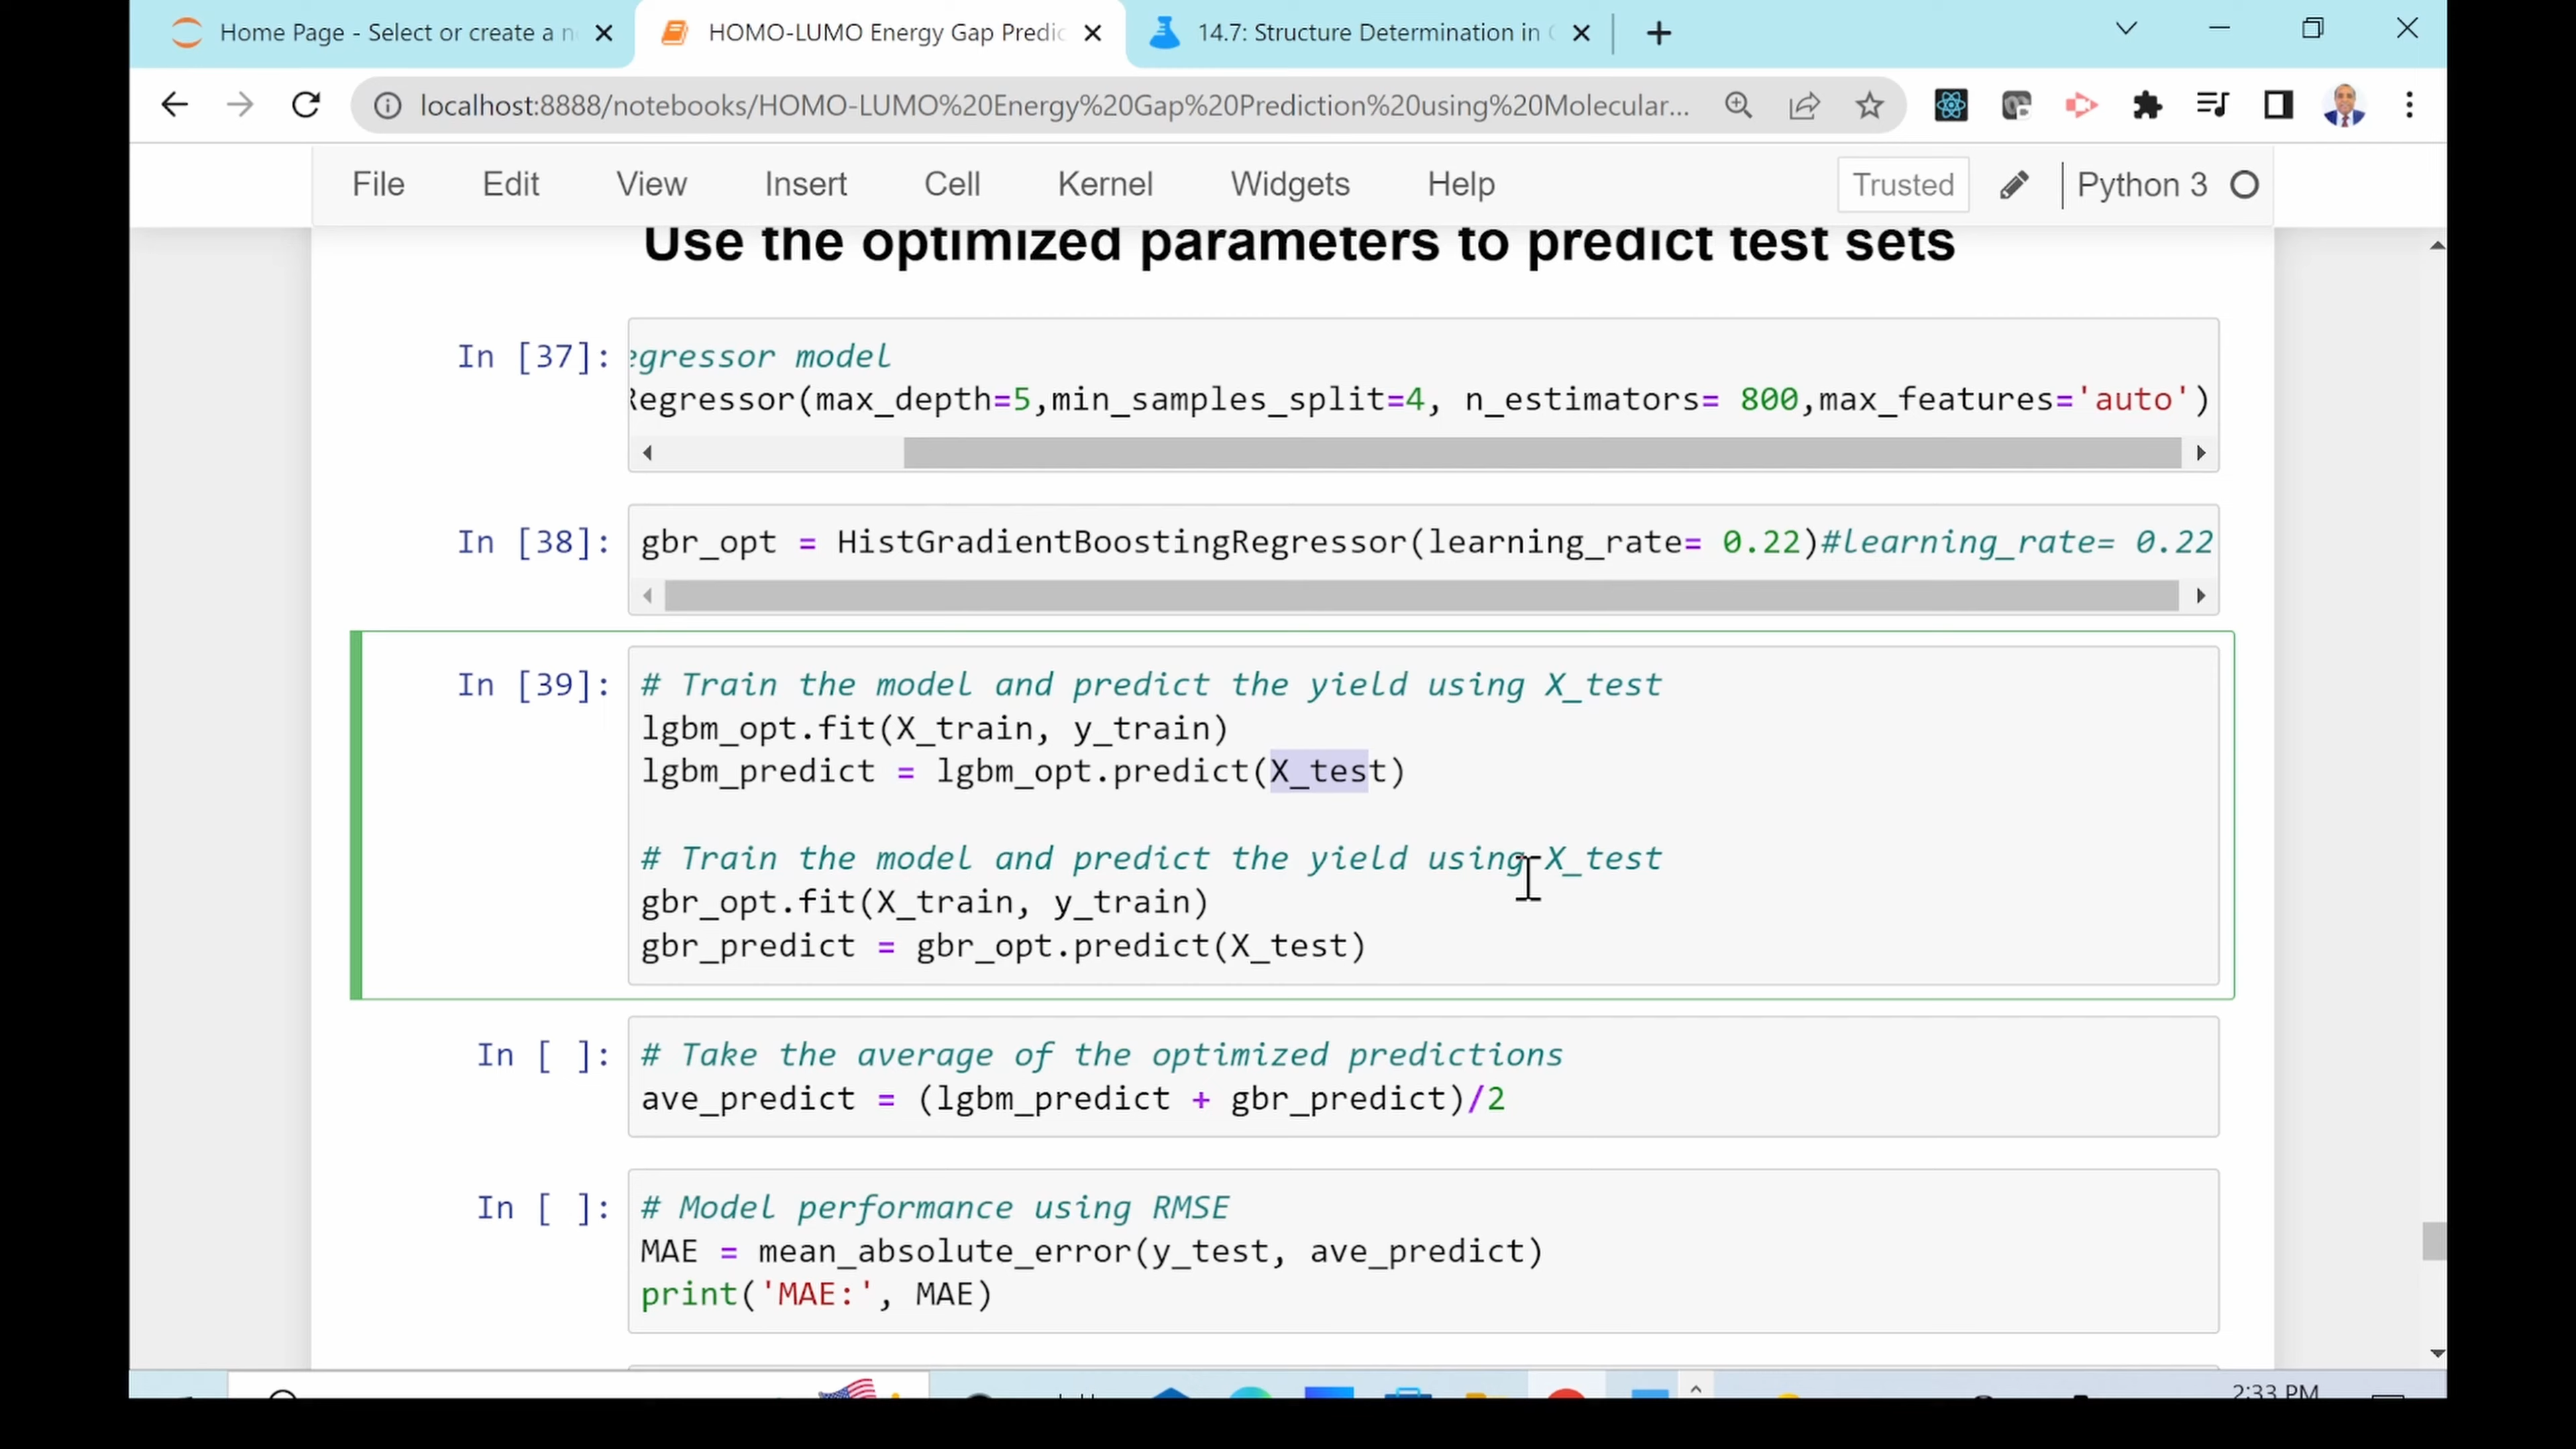 Home Page - Select or create a n
HOMO-LUMO Energy Gap Predic
14.7: Structure Determination in C
localhost:8888/notebooks/HOMO-LUMO%20Energy%20Gap%20Prediction%20using%20Molecular...
File Edit View Insert Cell Kernel Widgets Help Trusted Python 3
Use the optimized parameters to predict test sets
In [37]: egressor model
Regressor(max_depth=5,min_samples_split=4, n_estimators= 800,max_features='auto')
In [38]: gbr_opt = HistGradientBoostingRegressor(learning_rate= 0.22)#learning_rate= 0.22
In [39]: # Train the model and predict the yield using X_test
lgbm_opt.fit(X_train, y_train)
lgbm_predict = lgbm_opt.predict(X_test)
# Train the model and predict the yield using X_test
gbr_opt.fit(X_train, y_train)
gbr_predict = gbr_opt.predict(X_test)
In [ ]: # Take the average of the optimized predictions
ave_predict = (lgbm_predict + gbr_predict)/2
In [ ]: # Model performance using RMSE
MAE = mean_absolute_error(y_test, ave_predict)
print('MAE:', MAE)
2:33 PM